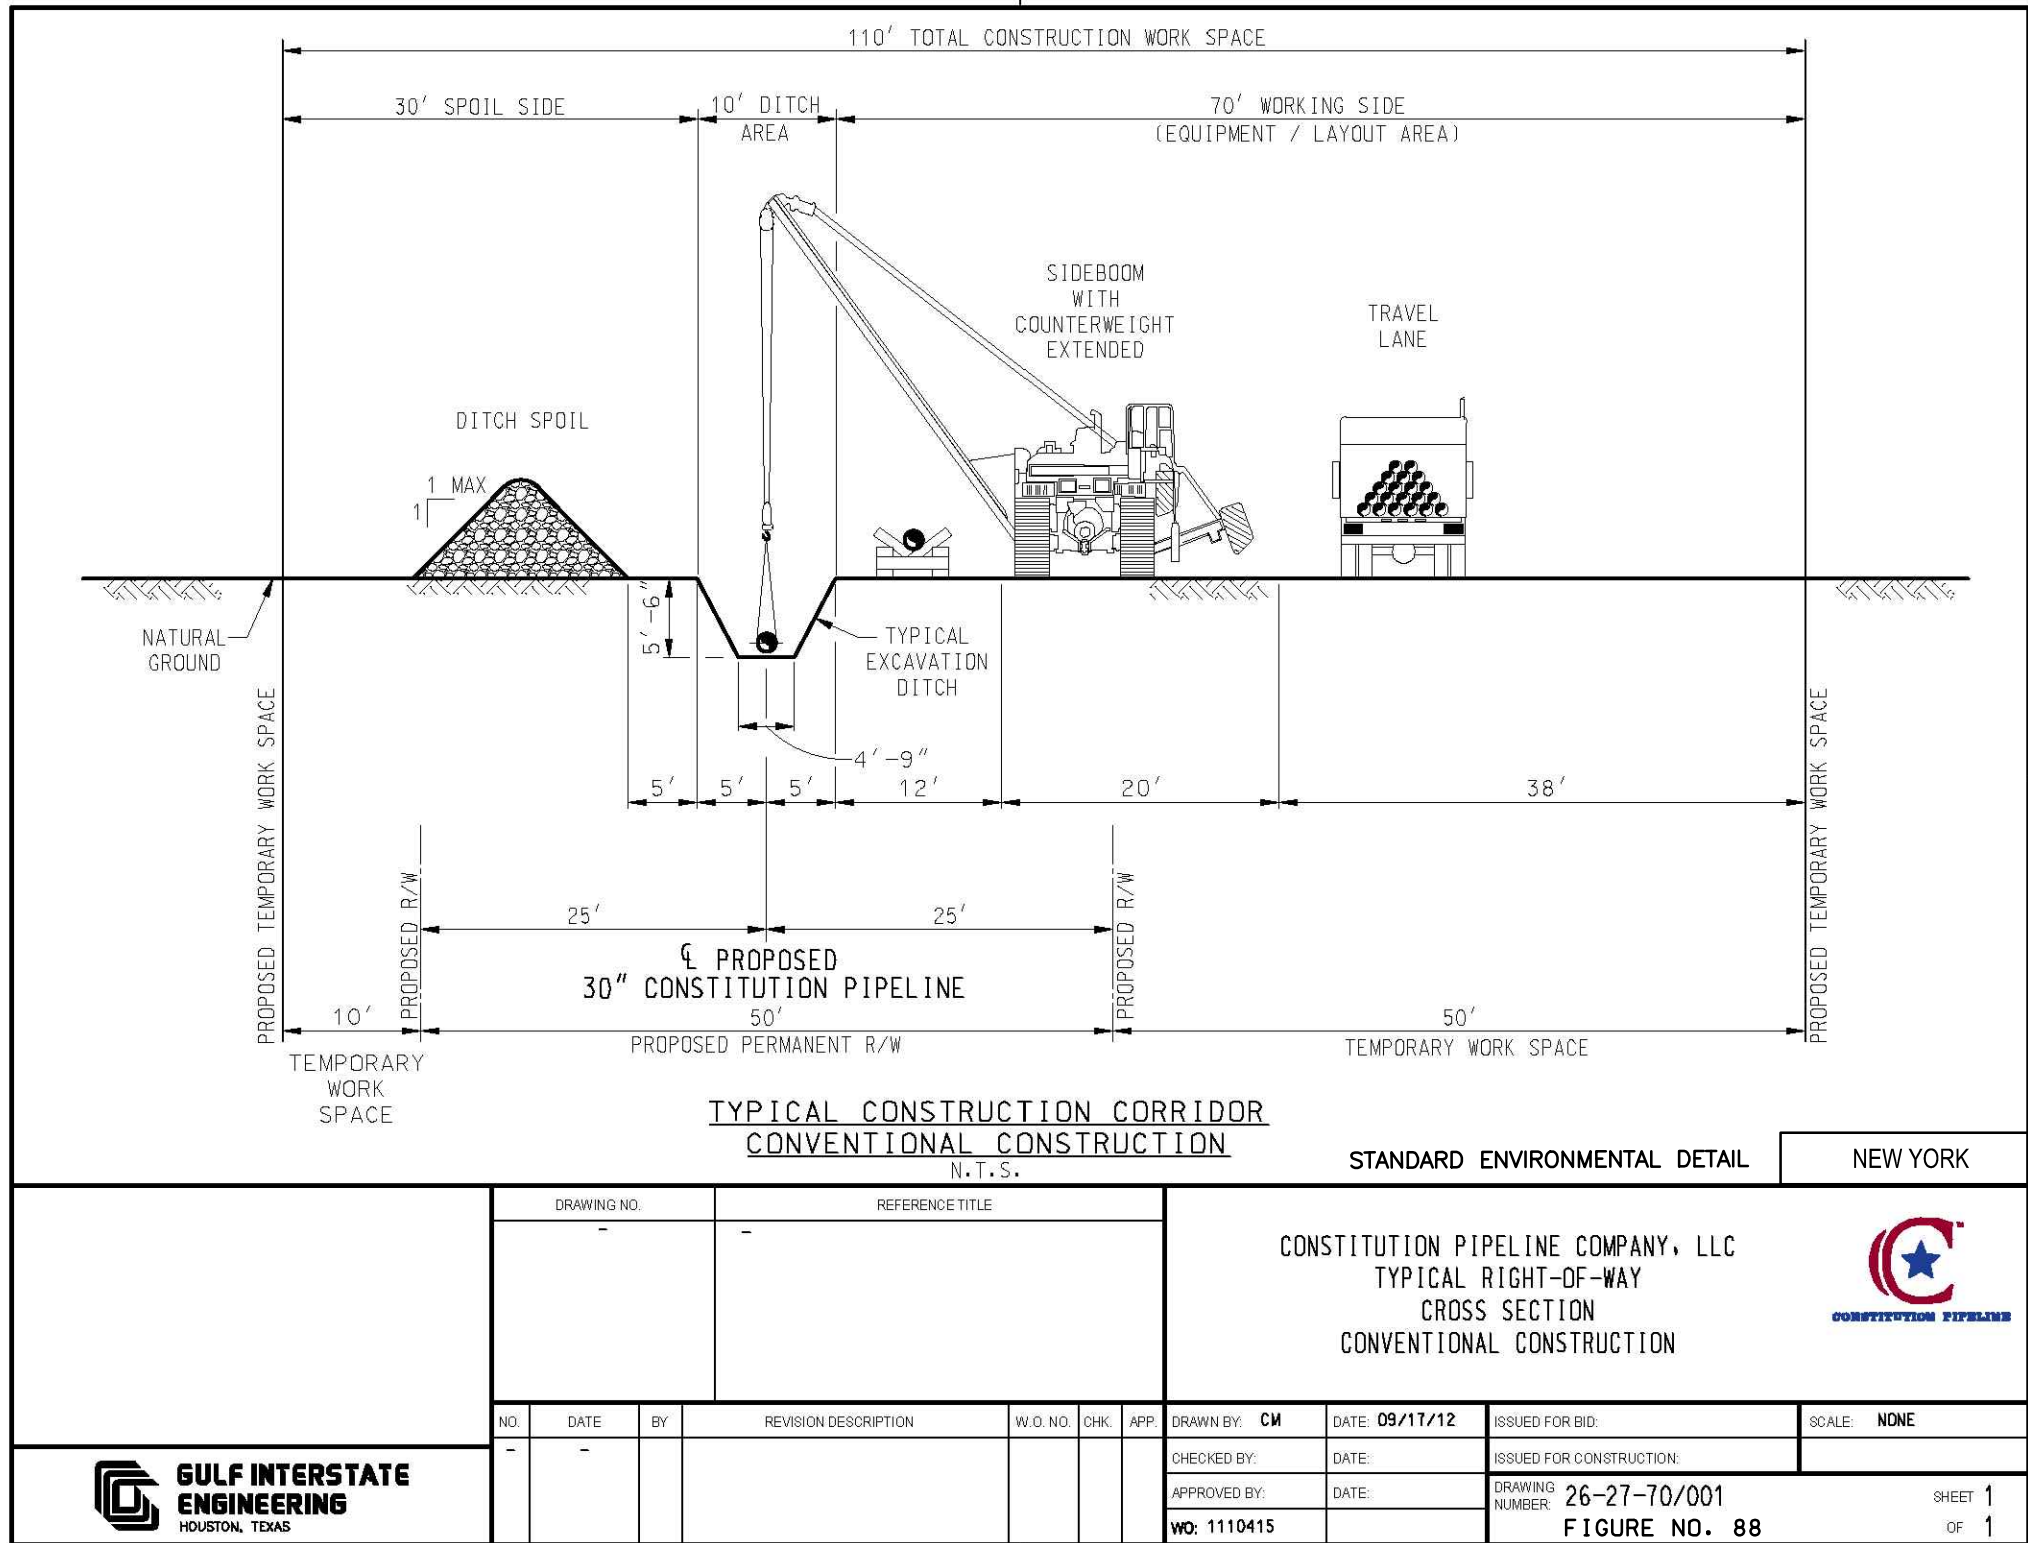 110' TOTAL CONSTRUCTION WORK SPACE
30' SPOIL SIDE
10' DITCH
AREA
70' WORKING SIDE
(EQUIPMENT / LAYOUT AREA)
SIDEBOOM
WITH
COUNTERWEIGHT
EXTENDED
TRAVEL
LANE
DITCH SPOIL
1 MAX
1
5'-6"
NATURAL
GROUND
TYPICAL
EXCAVATION
DITCH
4'-9"
5'
5'
5'
12'
20'
38'
PROPOSED TEMPORARY WORK SPACE
PROPOSED R/W
PROPOSED R/W
PROPOSED TEMPORARY WORK SPACE
25'
25'
℄ PROPOSED
30" CONSTITUTION PIPELINE
10'
TEMPORARY
WORK
SPACE
50'
PROPOSED PERMANENT R/W
50'
TEMPORARY WORK SPACE
TYPICAL CONSTRUCTION CORRIDOR
CONVENTIONAL CONSTRUCTION
N.T.S.
STANDARD ENVIRONMENTAL DETAIL
NEW YORK
DRAWING NO.
REFERENCE TITLE
-
-
CONSTITUTION PIPELINE COMPANY, LLC
TYPICAL RIGHT-OF-WAY
CROSS SECTION
CONVENTIONAL CONSTRUCTION
C™
CONSTITUTION PIPELINE
NO. DATE BY REVISION DESCRIPTION W.O. NO. CHK. APP.
- -
DRAWN BY: CM DATE: 09/17/12 ISSUED FOR BID: SCALE: NONE
CHECKED BY: DATE: ISSUED FOR CONSTRUCTION:
APPROVED BY: DATE:
WO: 1110415
DRAWING
NUMBER: 26-27-70/001
FIGURE NO. 88
SHEET 1
OF 1
GULF INTERSTATE
ENGINEERING
HOUSTON, TEXAS